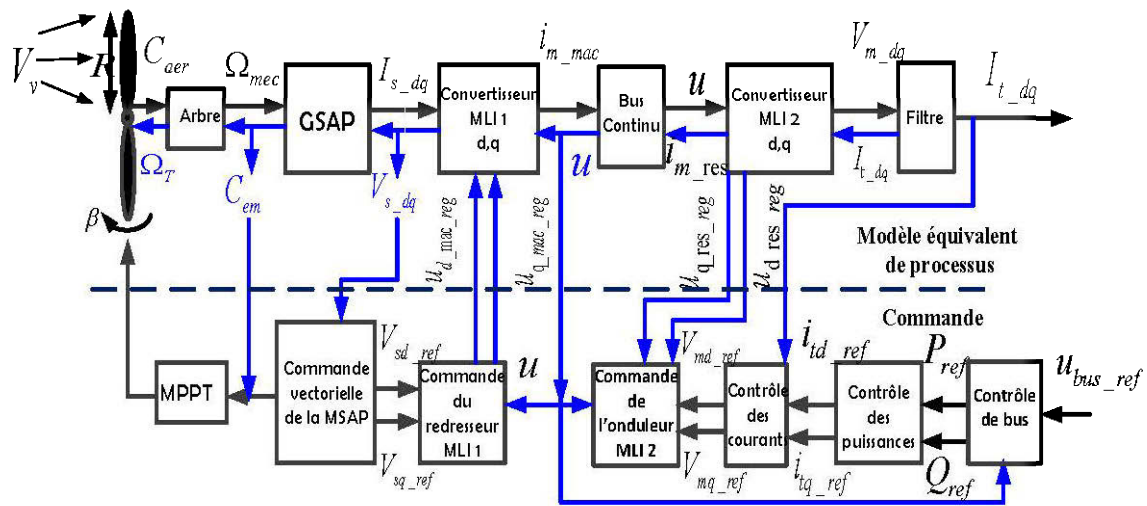 V_v
R
C_aer
Ω_mec
I_s_dq
i_m_mac
u
V_m_dq
I_t_dq
Arbre
GSAP
Convertisseur
MLI 1
d,q
Bus
Continu
Convertisseur
MLI 2
d,q
Filtre
Ω_T
C_em
V_s_dq
u
i_m_res
I_t_dq
β
u_d_mac_reg
u_q_mac_reg
u_q_res_reg
u_d_res_reg
Modèle équivalent
de processus
Commande
MPPT
Commande
vectorielle
de la MSAP
V_sd_ref
V_sq_ref
Commande
du
redresseur
MLI 1
u
Commande
de
l'onduleur
MLI 2
V_md_ref
V_mq_ref
Contrôle
des
courants
i_td_ref
i_tq_ref
Contrôle
des
puissances
P_ref
Q_ref
Contrôle
de bus
u_bus_ref